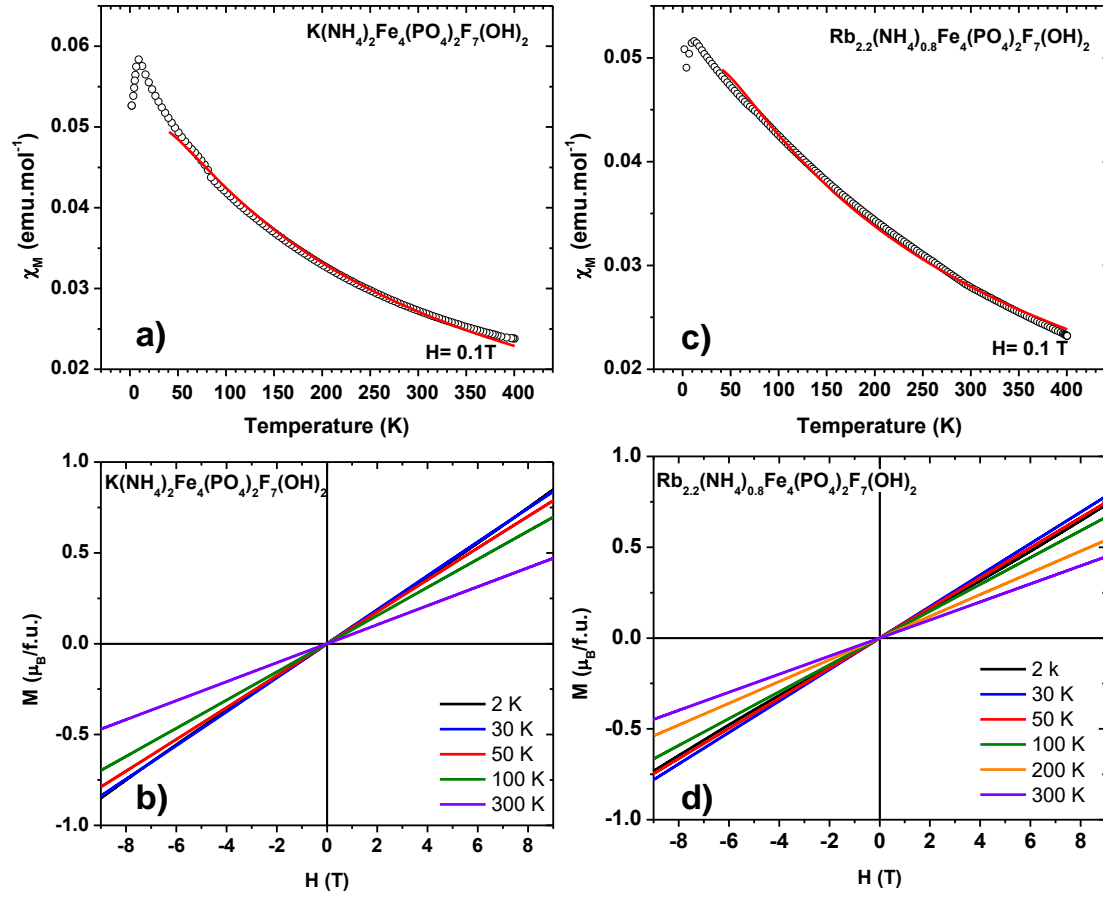 K(NH₄)₂Fe₄(PO₄)₂F₇(OH)₂
0.06
0.05
0.04
0.03
0.02
χM (emu.mol⁻¹)
a)
H= 0.1T
0 50 100 150 200 250 300 350 400
Temperature (K)
Rb₂.₂(NH₄)₀.₈Fe₄(PO₄)₂F₇(OH)₂
0.05
0.04
0.03
0.02
χM (emu.mol⁻¹)
c)
H= 0.1 T
0 50 100 150 200 250 300 350 400
Temperature (K)
K(NH₄)₂Fe₄(PO₄)₂F₇(OH)₂
1.0
0.5
0.0
-0.5
-1.0
M (μB/f.u.)
2 K
30 K
50 K
100 K
300 K
b)
-8 -6 -4 -2 0 2 4 6 8
H (T)
Rb₂.₂(NH₄)₀.₈Fe₄(PO₄)₂F₇(OH)₂
1.0
0.5
0.0
-0.5
-1.0
M (μB/f.u.)
2 k
30 K
50 K
100 K
200 K
300 K
d)
-8 -6 -4 -2 0 2 4 6 8
H (T)